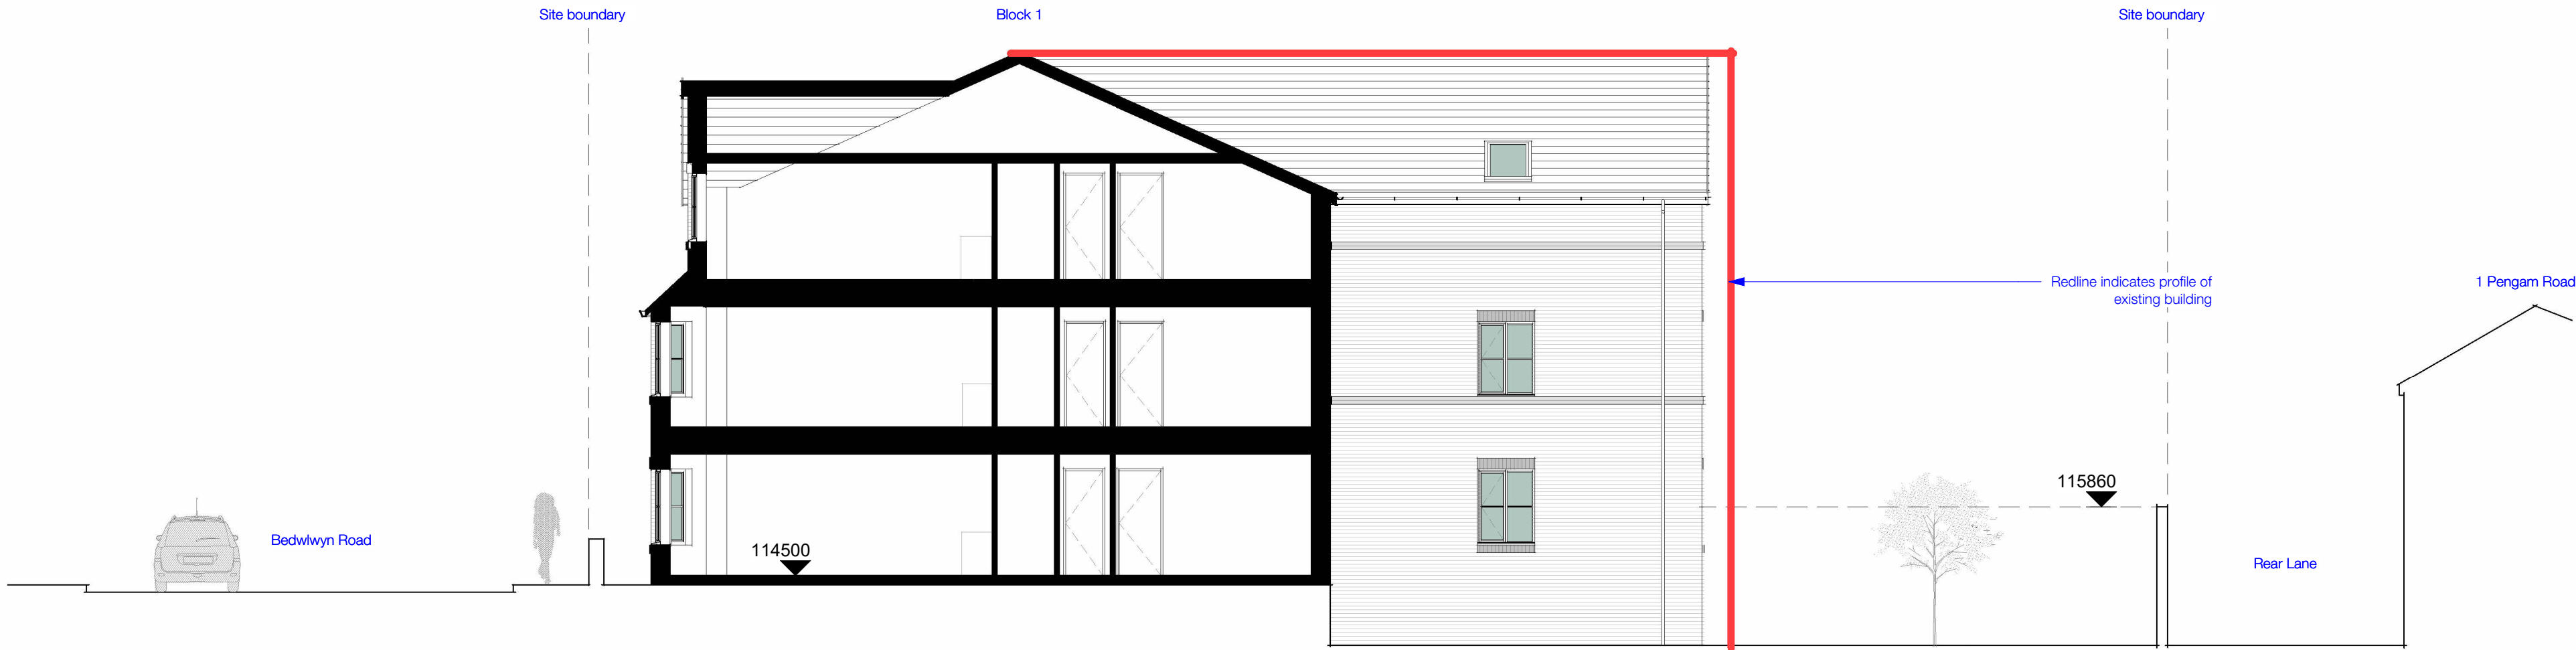 Site boundary
Block 1
Site boundary
Redline indicates profile of
existing building
1 Pengam Road
115860
Bedwlwyn Road
114500
Rear Lane